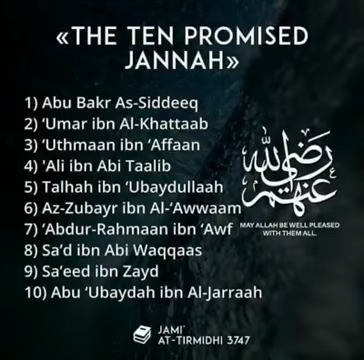 «THE TEN PROMISED
JANNAH»
1) Abu Bakr As-Siddeeq
2) ‘Umar ibn Al-Khattaab
3) ‘Uthmaan ibn ‘Affaan
4) 'Ali ibn Abi Taalib
5) Talhah ibn ‘Ubaydullaah
6) Az-Zubayr ibn Al-‘Awwaam
7) ‘Abdur-Rahmaan ibn ‘Awf
8) Sa’d ibn Abi Waqqaas
9) Sa’eed ibn Zayd
10) Abu ‘Ubaydah ibn Al-Jarraah
رضي الله
عنهم
MAY ALLAH BE WELL PLEASED
WITH THEM ALL.
JAMI'
AT-TIRMIDHI 3747